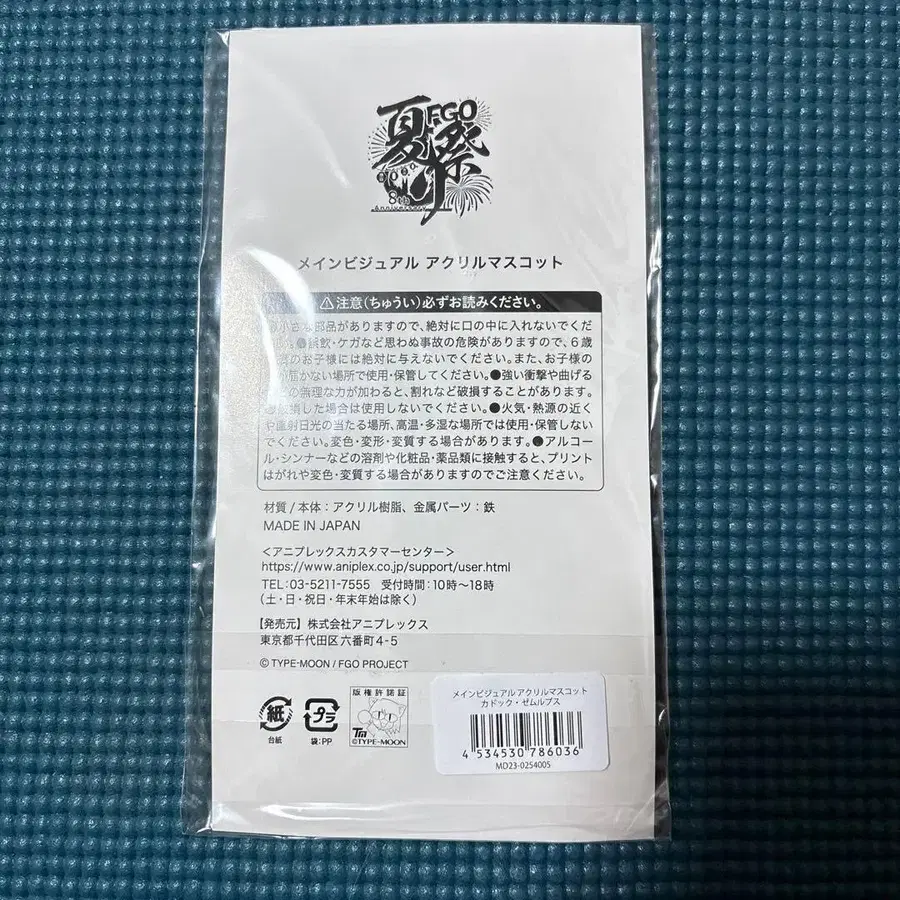 FGO
夏祭り
8th
Anniversary
メインビジュアル アクリルマスコット
⚠注意(ちゅうい)必ずお読みください。
小さな部品がありますので、絶対に口の中に入れないでくだ
い。●誤飲・ケガなど思わぬ事故の危険がありますので、6歳
のお子様には絶対に与えないでください。また、お子様の
届かない場所で使用・保管してください。●強い衝撃や曲げる
の無理な力が加わると、割れなど破損することがあります。
破損した場合は使用しないでください。●火気・熱源の近く
や直射日光の当たる場所、高温・多湿な場所では使用・保管しない
でください。変色・変形・変質する場合があります。●アルコー
ル・シンナーなどの溶剤や化粧品・薬品類に接触すると、プリント
はがれや変色・変質する場合がありますのでご注意ください。
材質/本体:アクリル樹脂、金属パーツ:鉄
MADE IN JAPAN
<アニプレックスカスタマーセンター>
https://www.aniplex.co.jp/support/user.html
TEL:03-5211-7555 受付時間:10時~18時
(土・日・祝日・年末年始は除く)
【発売元】株式会社アニプレックス
東京都千代田区六番町4-5
© TYPE-MOON / FGO PROJECT
紙
台紙
プラ
袋:PP
版権許諾証
TM
©TYPE-MOON
メインビジュアル アクリルマスコット
カドック・ゼムルプス
4 534530 786036
MD23-0254005